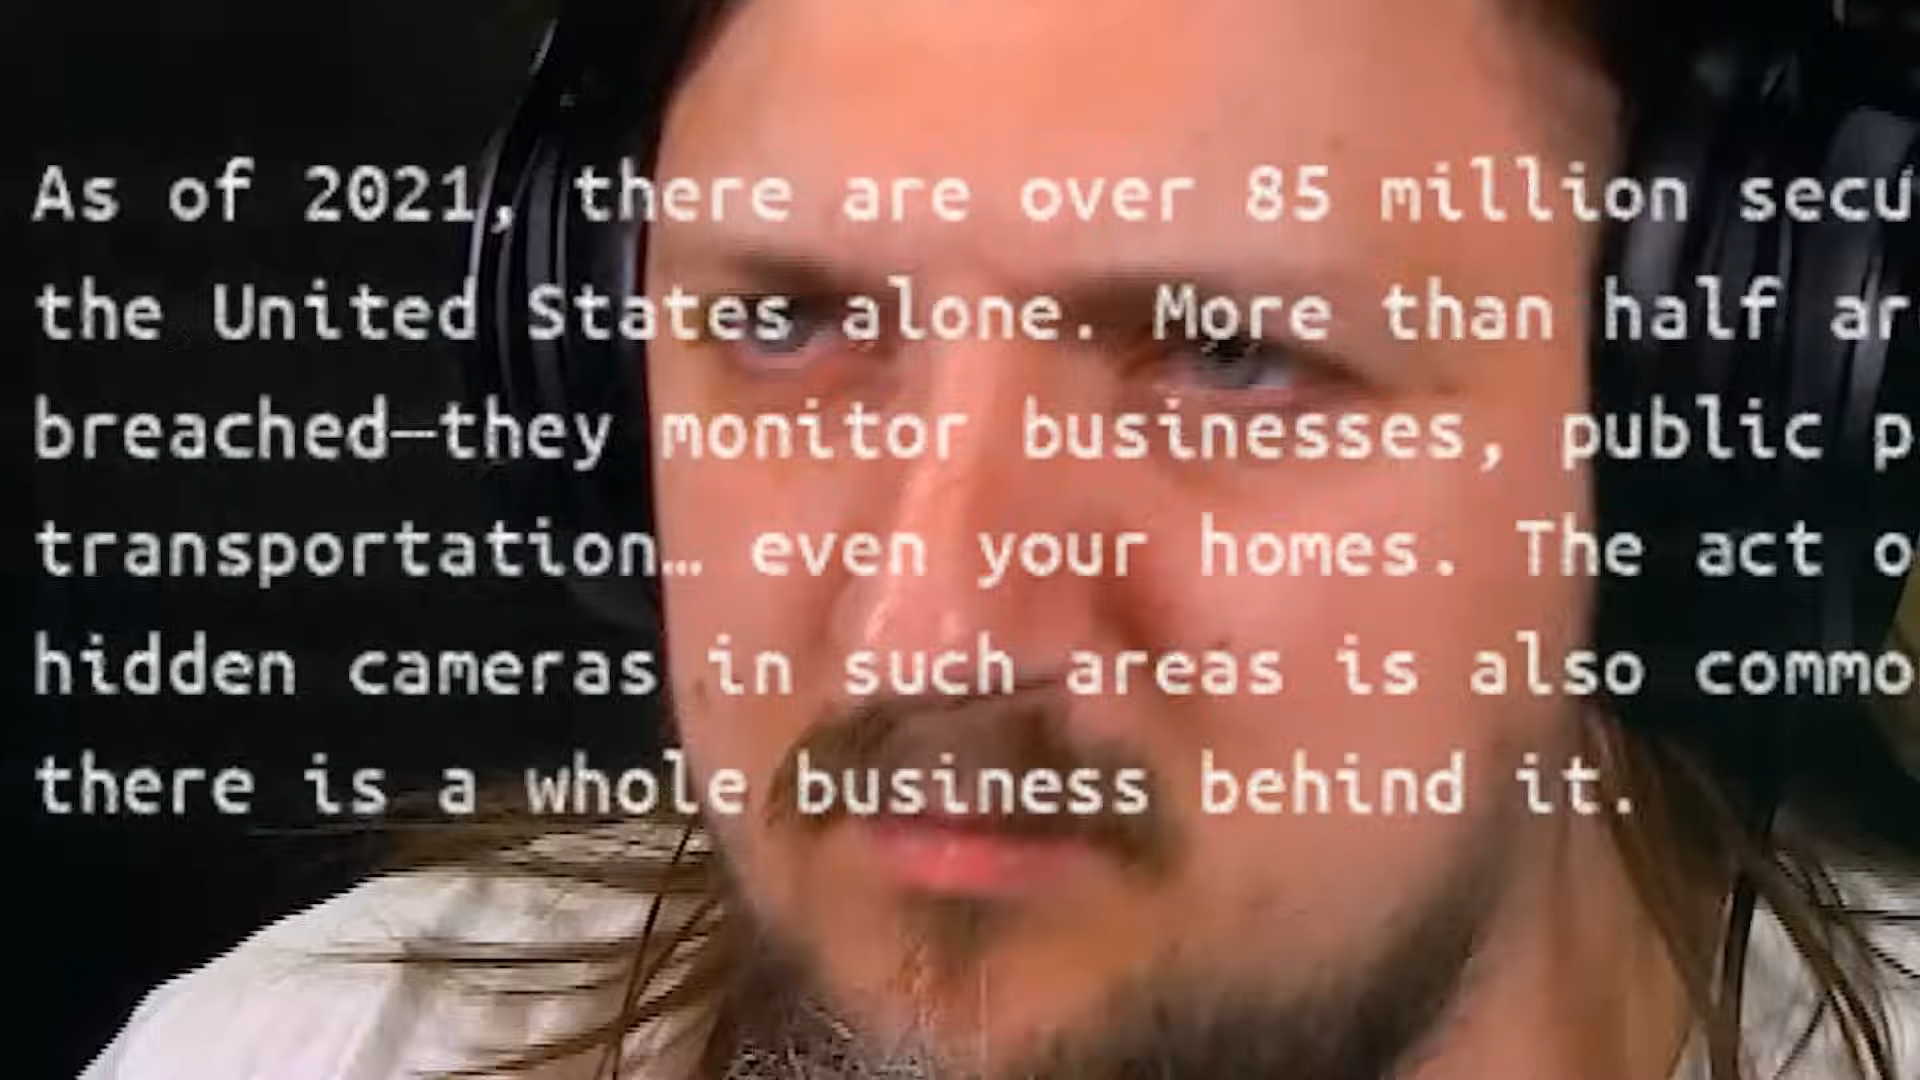 As of 2021, there are over 85 million secu
the United States alone. More than half ar
breached—they monitor businesses, public p
transportation… even your homes. The act o
hidden cameras in such areas is also commo
there is a whole business behind it.